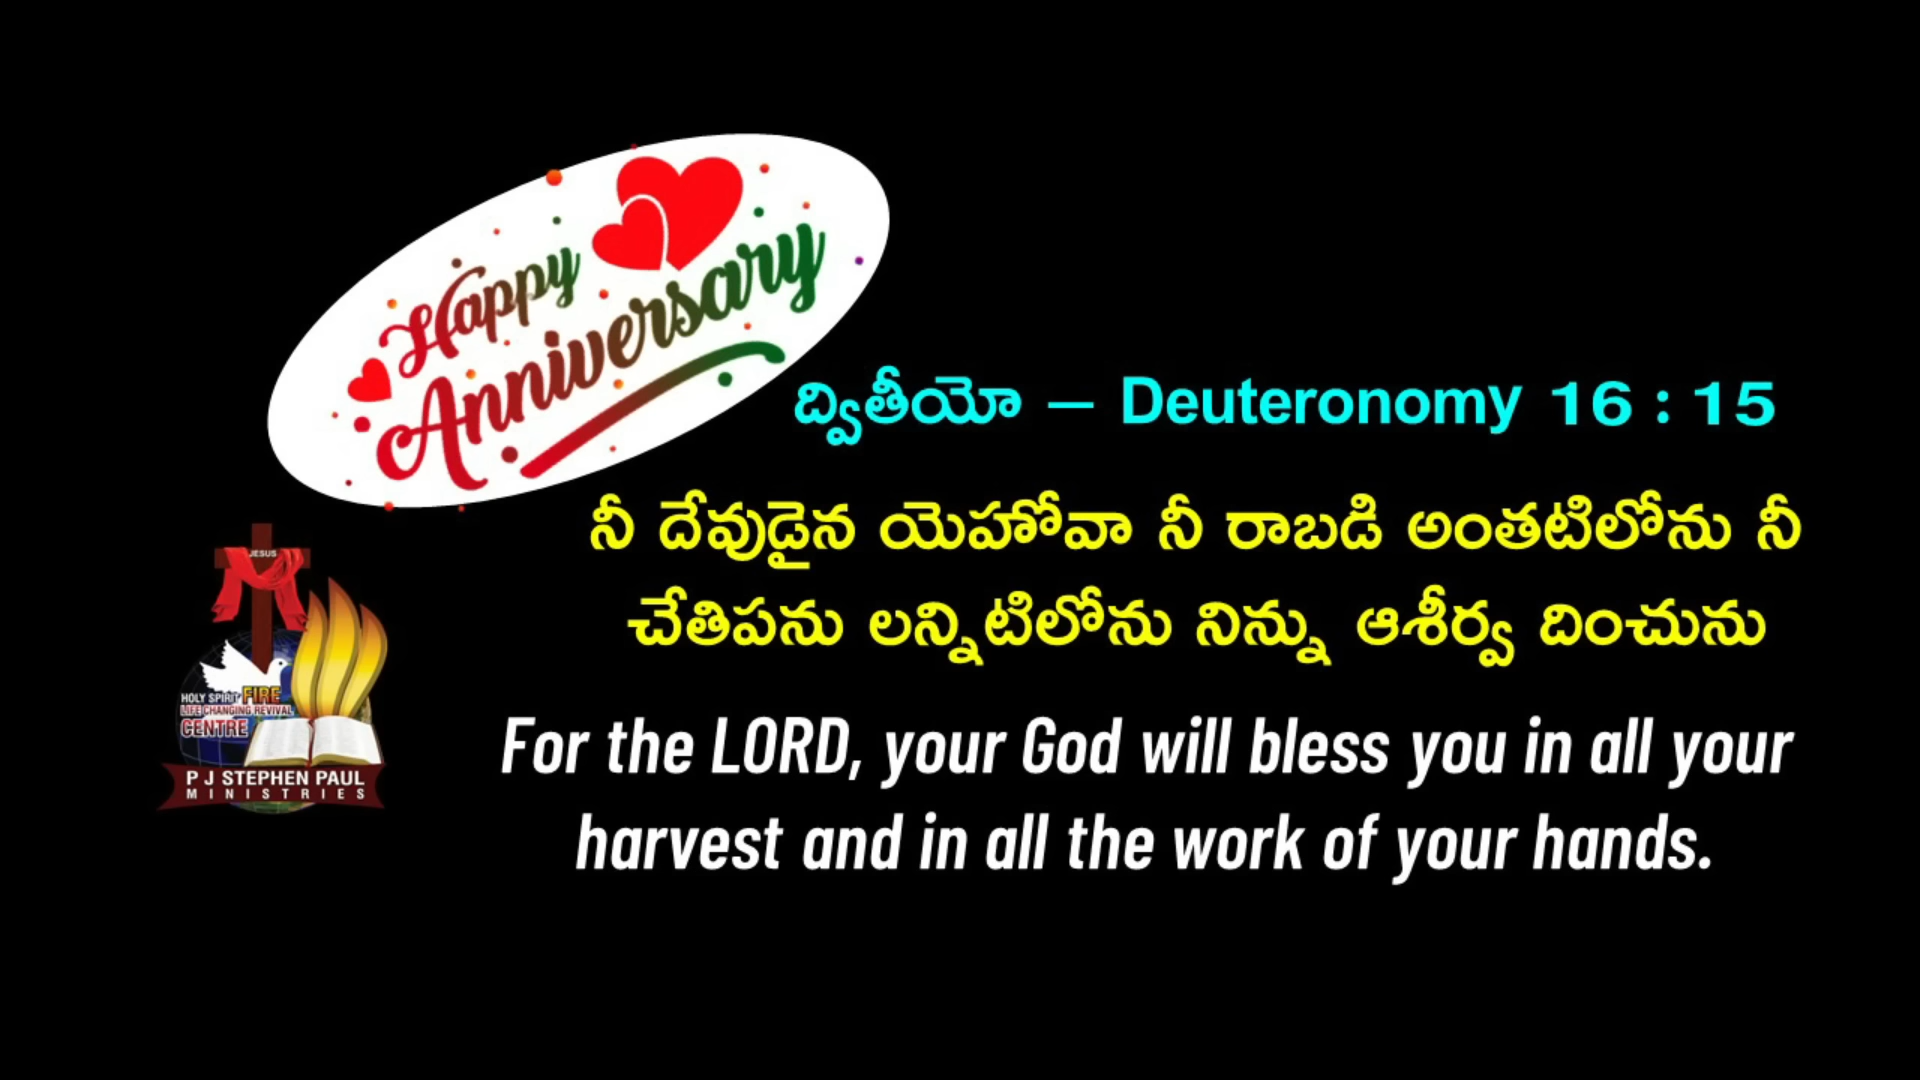 Happy
Anniversary
ద్వితీయో – Deuteronomy 16 : 15
నీ దేవుడైన యెహోవా నీ రాబడి అంతటిలోను నీ
చేతిపను లన్నిటిలోను నిన్ను ఆశీర్వ దించును
For the LORD, your God will bless you in all your
harvest and in all the work of your hands.
JESUS
HOLY SPIRIT FIRE
LIFE CHANGING REVIVAL
CENTRE
P J STEPHEN PAUL
MINISTRIES